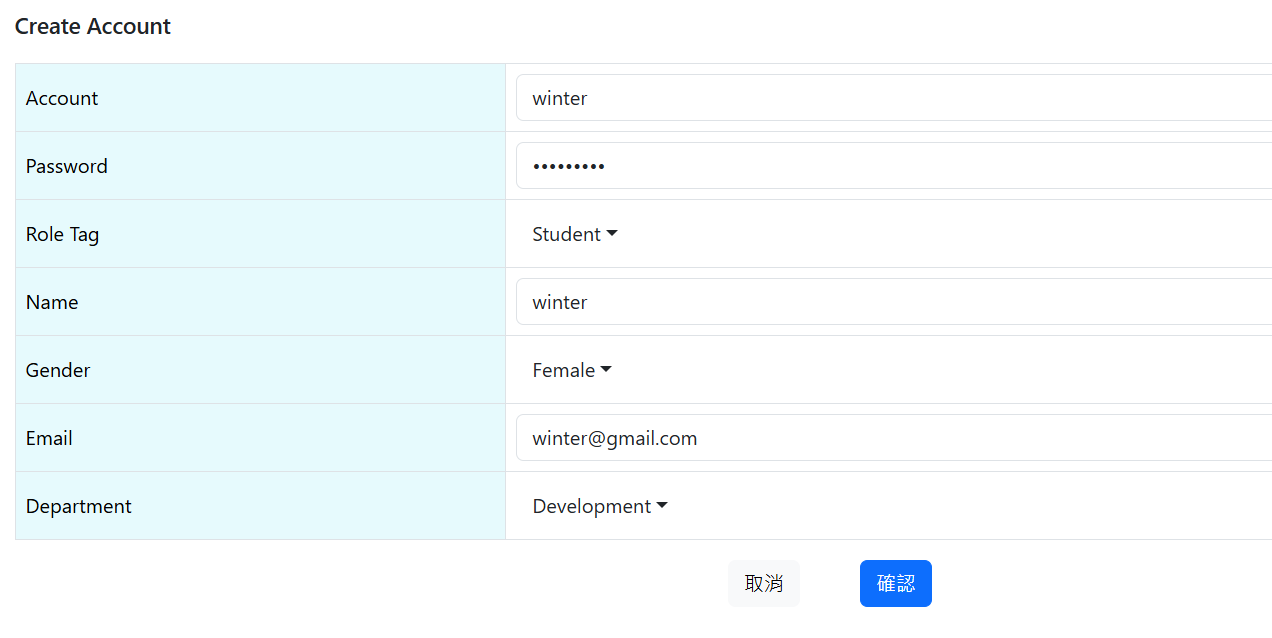 Create Account
Account winter
Password •••••••••
Role Tag Student
Name winter
Gender Female
Email winter@gmail.com
Department Development
取消 確認